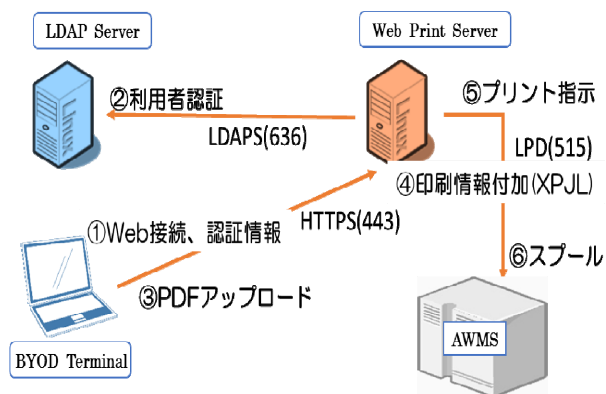 LDAP Server
Web Print Server
②利用者認証
LDAPS(636)
⑤プリント指示
LPD(515)
④印刷情報付加(XPJL)
①Web接続、認証情報
HTTPS(443)
⑥スプール
③PDFアップロード
AWMS
BYOD Terminal
Linux
Linux